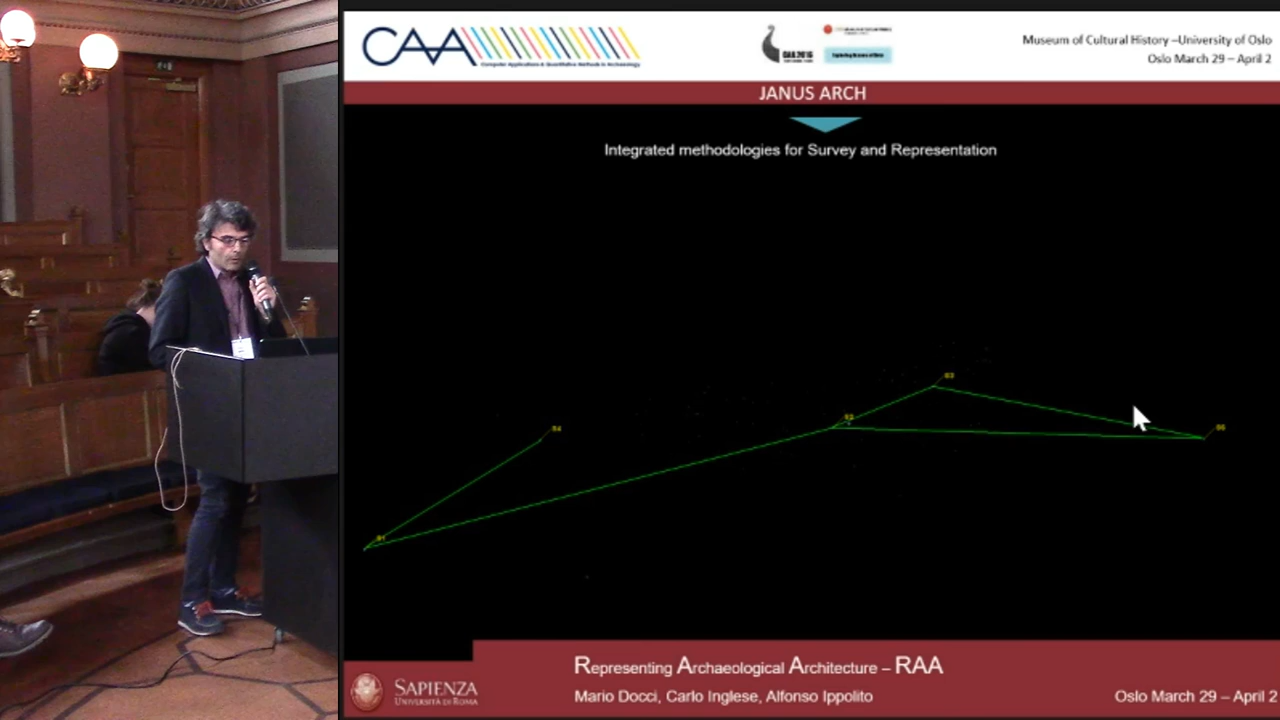 CAA
Computer Applications & Quantitative Methods in Archaeology
CAA 2016
Museum of Cultural History –University of Oslo
Oslo March 29 – April 2
JANUS ARCH
Integrated methodologies for Survey and Representation
Representing Archaeological Architecture – RAA
Mario Docci, Carlo Inglese, Alfonso Ippolito
SAPIENZA
UNIVERSITÀ DI ROMA
Oslo March 29 – April 2